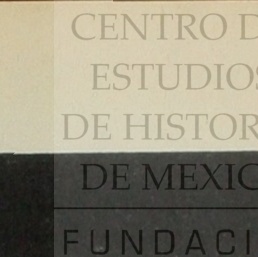 CENTRO D
ESTUDIOS
DE HISTOR
DE MEXIC
FUNDACI